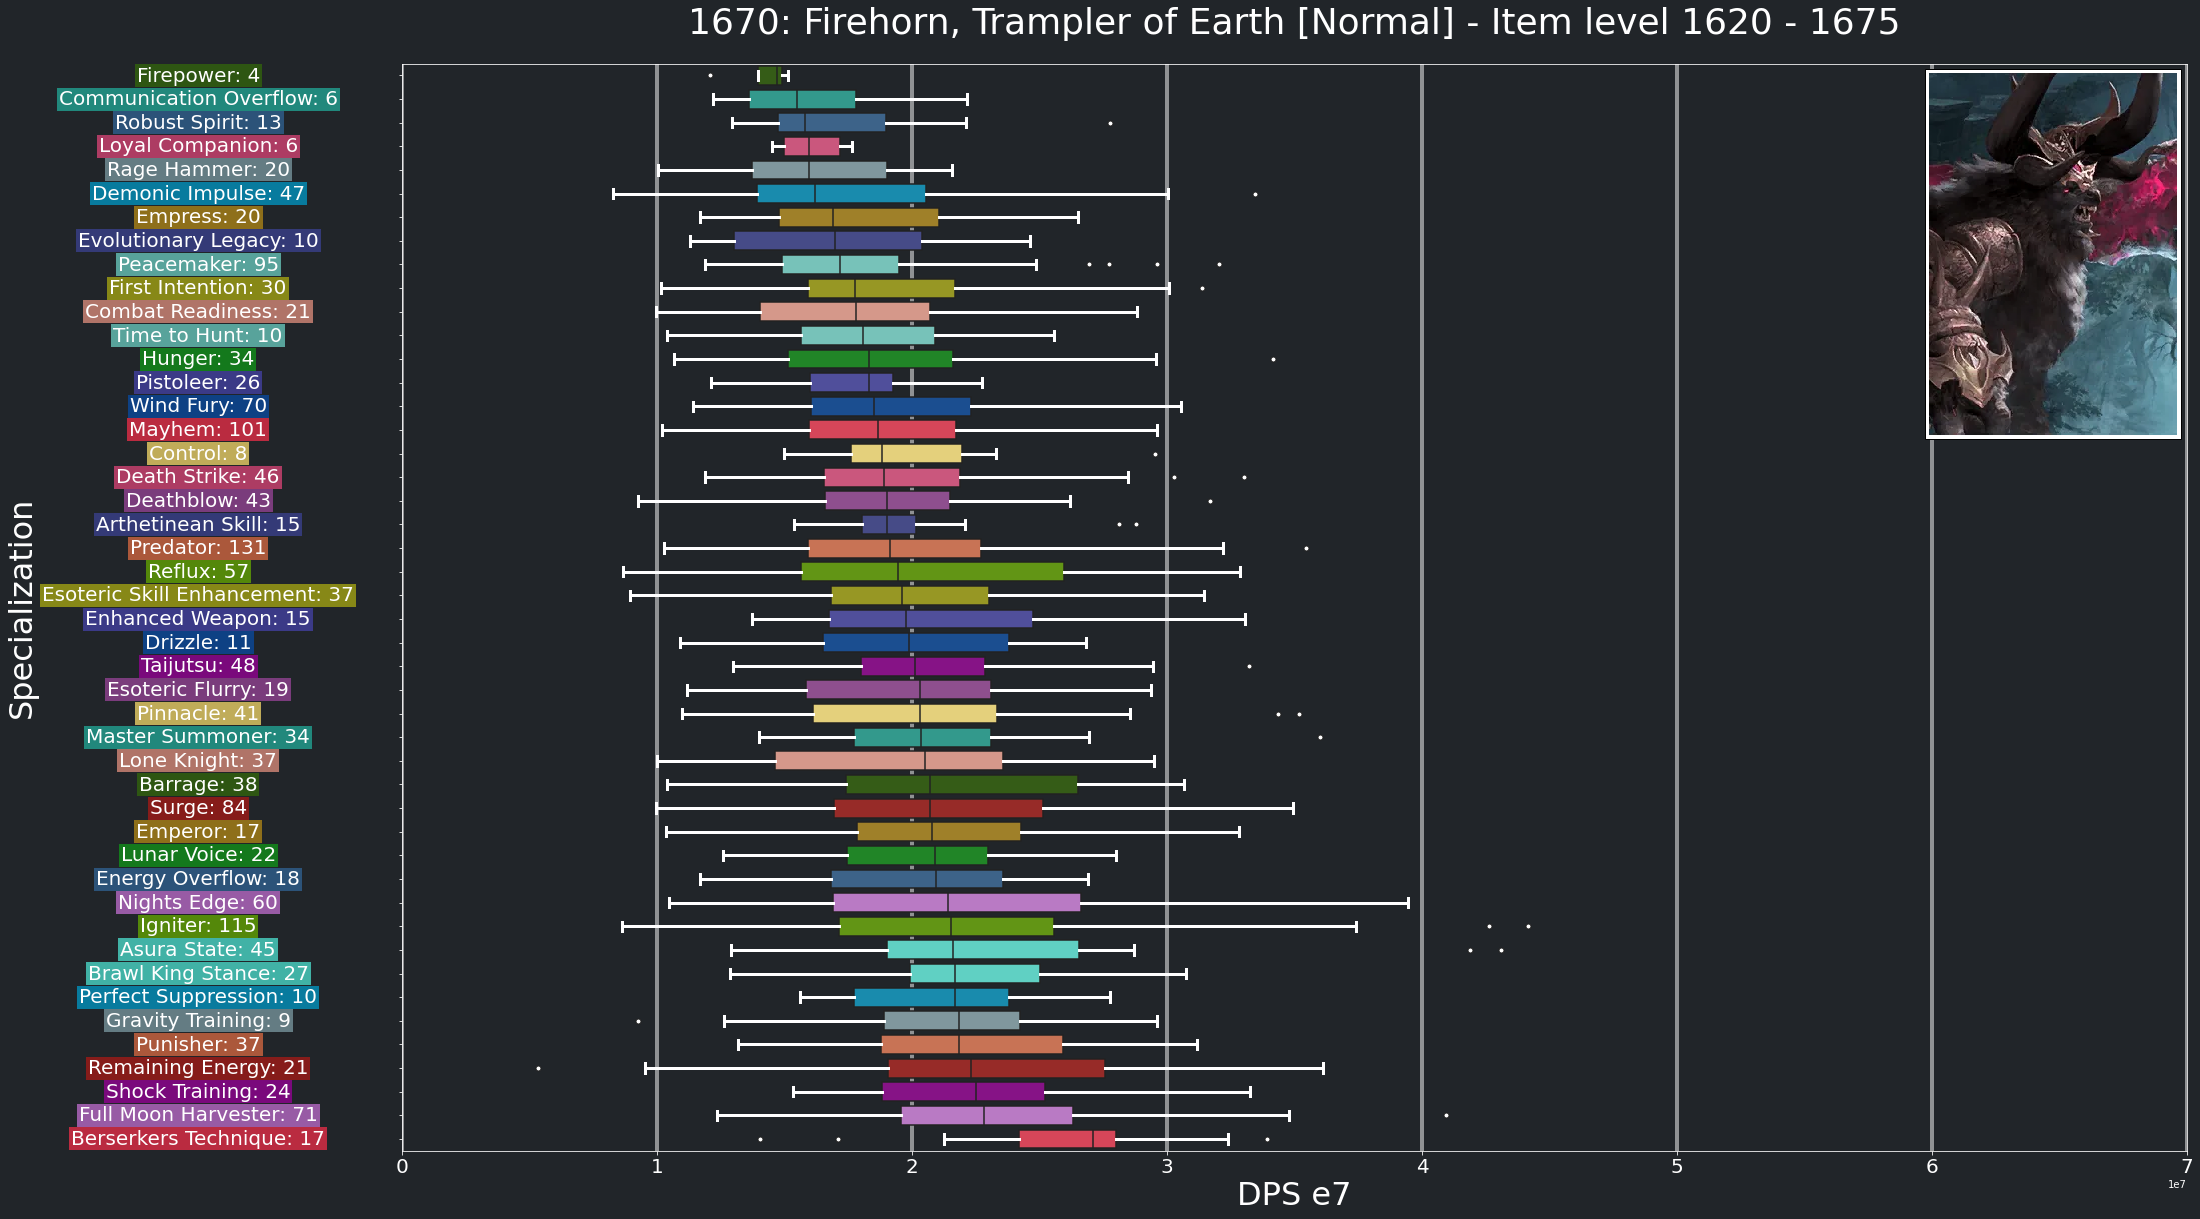 1670: Firehorn, Trampler of Earth [Normal] - Item level 1620 - 1675
Specialization
Firepower: 4
Communication Overflow: 6
Robust Spirit: 13
Loyal Companion: 6
Rage Hammer: 20
Demonic Impulse: 47
Empress: 20
Evolutionary Legacy: 10
Peacemaker: 95
First Intention: 30
Combat Readiness: 21
Time to Hunt: 10
Hunger: 34
Pistoleer: 26
Wind Fury: 70
Mayhem: 101
Control: 8
Death Strike: 46
Deathblow: 43
Arthetinean Skill: 15
Predator: 131
Reflux: 57
Esoteric Skill Enhancement: 37
Enhanced Weapon: 15
Drizzle: 11
Taijutsu: 48
Esoteric Flurry: 19
Pinnacle: 41
Master Summoner: 34
Lone Knight: 37
Barrage: 38
Surge: 84
Emperor: 17
Lunar Voice: 22
Energy Overflow: 18
Nights Edge: 60
Igniter: 115
Asura State: 45
Brawl King Stance: 27
Perfect Suppression: 10
Gravity Training: 9
Punisher: 37
Remaining Energy: 21
Shock Training: 24
Full Moon Harvester: 71
Berserkers Technique: 17
0 1 2 3 4 5 6 7
1e7
DPS e7